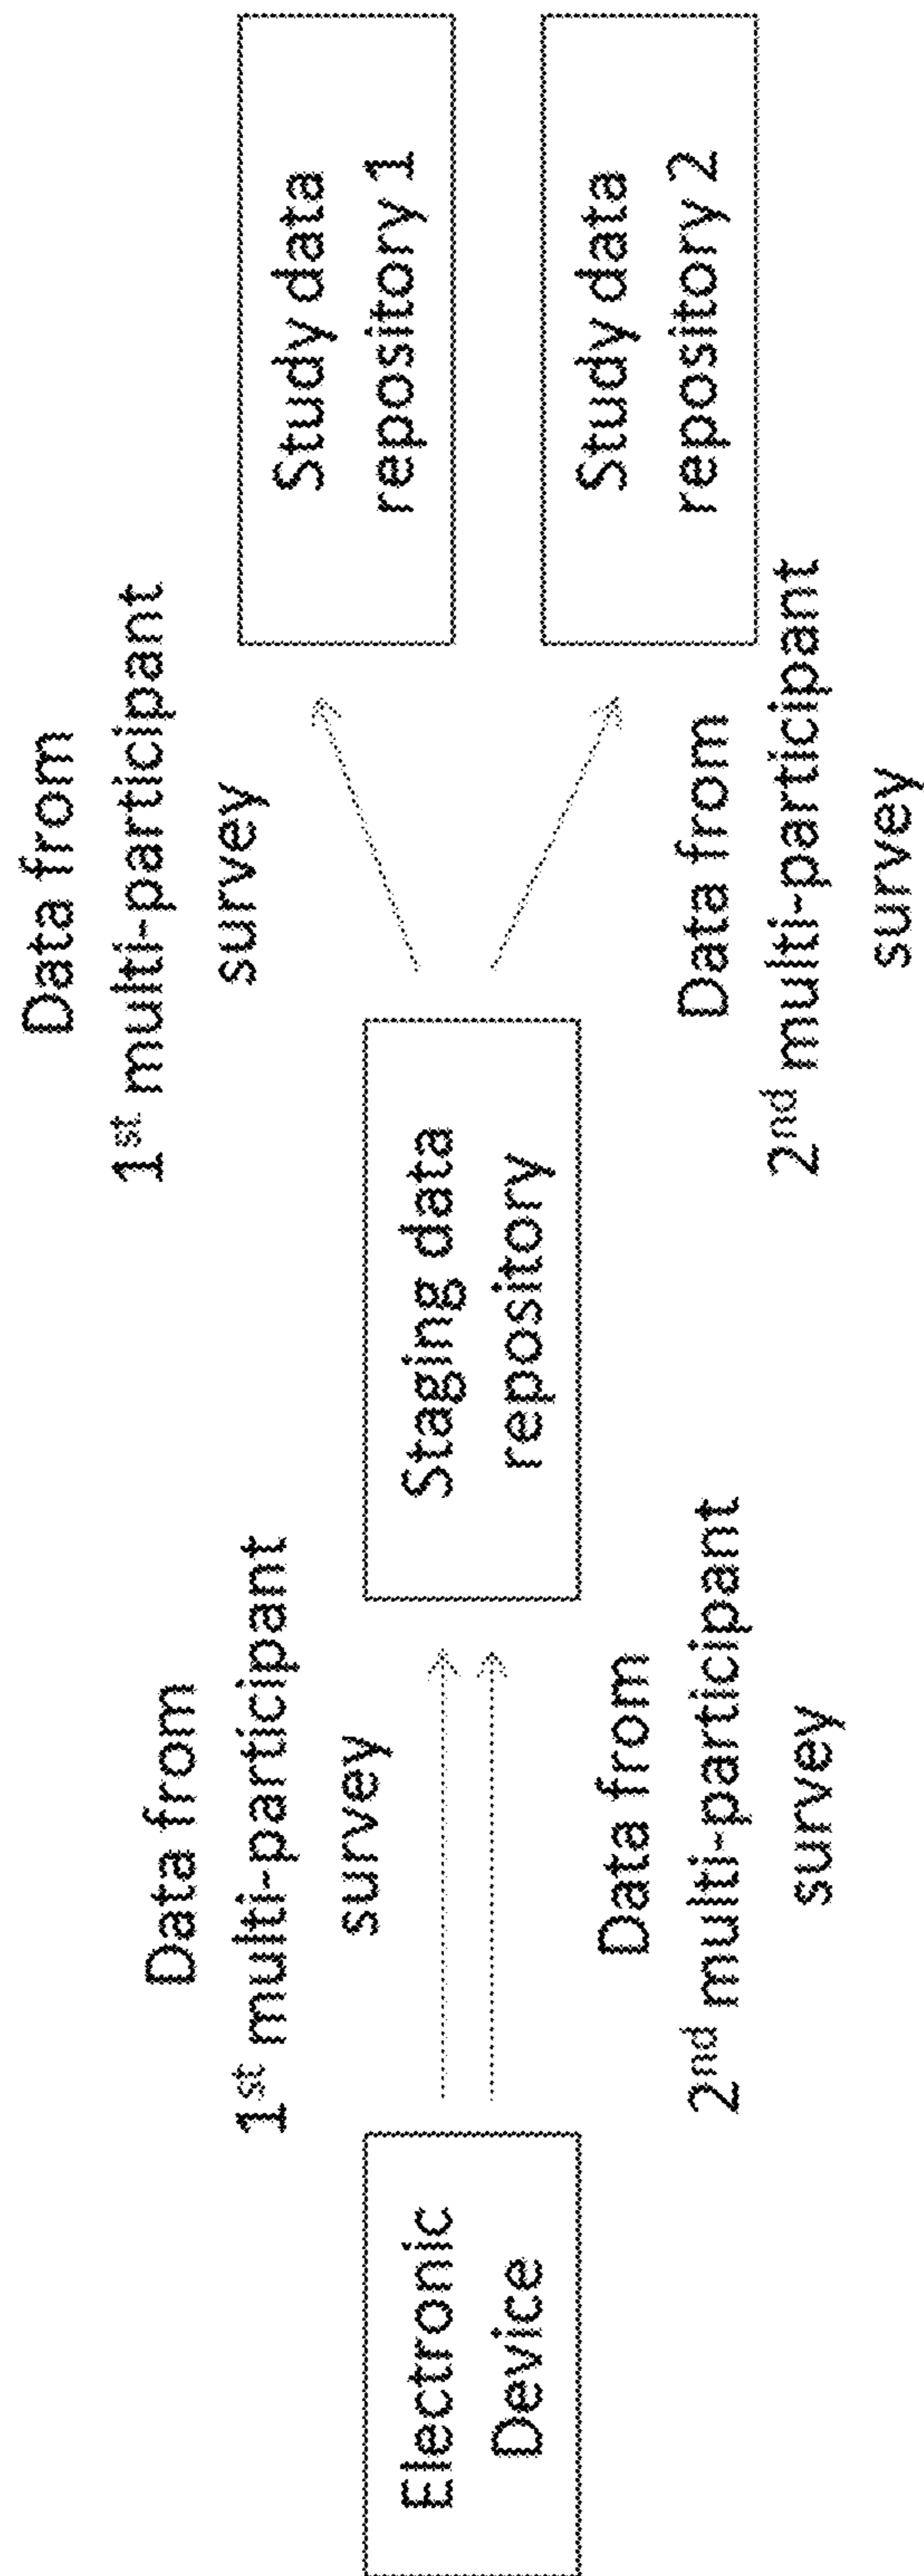 Electronic
Device
Data from
1st multi-participant
survey
Data from
2nd multi-participant
survey
Staging data
repository
Data from
1st multi-participant
survey
Data from
2nd multi-participant
survey
Study data
repository 1
Study data
repository 2